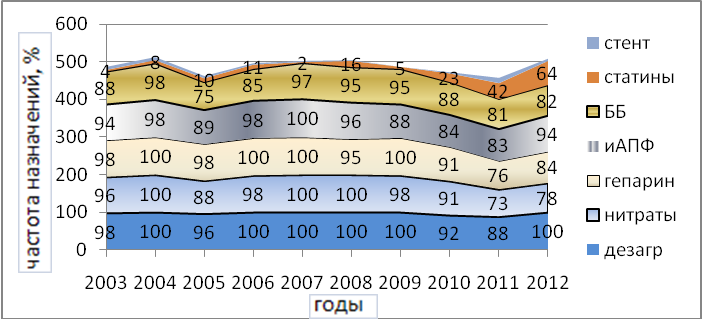 частота назначений, %
600
500
400
300
200
100
0
4 8 10 11 2 16 5 23 42 64
88 98 75 85 97 95 95 88 81 82
94 98 89 98 100 96 88 84 83 94
98 100 98 100 100 95 100 91 76 84
96 100 88 98 100 100 98 91 73 78
98 100 96 100 100 100 100 92 88 100
2003 2004 2005 2006 2007 2008 2009 2010 2011 2012
годы
стент
статины
ББ
иАПФ
гепарин
нитраты
дезагр